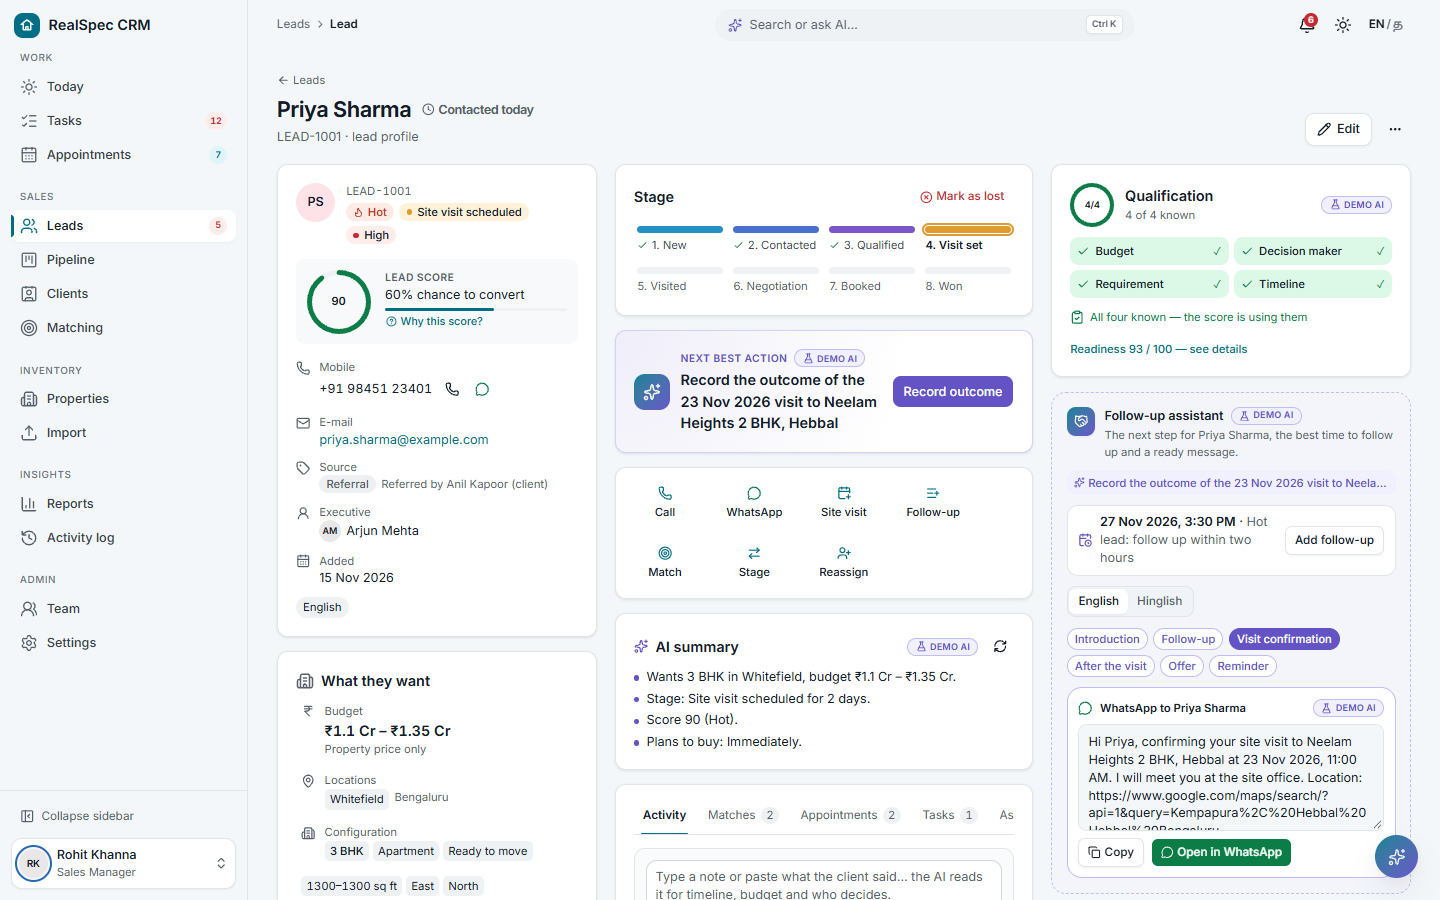 RealSpec CRM
WORK
Today
Tasks 12
Appointments 7
SALES
Leads 5
Pipeline
Clients
Matching
INVENTORY
Properties
Import
INSIGHTS
Reports
Activity log
ADMIN
Team
Settings
Collapse sidebar
RK
Rohit Khanna
Sales Manager
Leads > Lead
Search or ask AI... Ctrl K
6
EN / த
Leads
Priya Sharma Contacted today
LEAD-1001 · lead profile
Edit
PS
LEAD-1001
Hot Site visit scheduled
High
90
LEAD SCORE
60% chance to convert
Why this score?
Mobile
+91 98451 23401
E-mail
priya.sharma@example.com
Source
Referral Referred by Anil Kapoor (client)
Executive
AM Arjun Mehta
Added
15 Nov 2026
English
What they want
₹ Budget
₹1.1 Cr – ₹1.35 Cr
Property price only
Locations
Whitefield Bengaluru
Configuration
3 BHK Apartment Ready to move
1300–1300 sq ft East North
Stage
Mark as lost
1. New 2. Contacted 3. Qualified 4. Visit set
5. Visited 6. Negotiation 7. Booked 8. Won
NEXT BEST ACTION DEMO AI
Record the outcome of the
23 Nov 2026 visit to Neelam
Heights 2 BHK, Hebbal
Record outcome
Call WhatsApp Site visit Follow-up
Match Stage Reassign
AI summary DEMO AI
Wants 3 BHK in Whitefield, budget ₹1.1 Cr – ₹1.35 Cr.
Stage: Site visit scheduled for 2 days.
Score 90 (Hot).
Plans to buy: Immediately.
Activity Matches 2 Appointments 2 Tasks 1 As
Type a note or paste what the client said... the AI reads
it for timeline, budget and who decides.
4/4
Qualification
4 of 4 known
DEMO AI
Budget Decision maker
Requirement Timeline
All four known — the score is using them
Readiness 93 / 100 — see details
Follow-up assistant DEMO AI
The next step for Priya Sharma, the best time to follow
up and a ready message.
Record the outcome of the 23 Nov 2026 visit to Neela...
27 Nov 2026, 3:30 PM · Hot
lead: follow up within two
hours
Add follow-up
English Hinglish
Introduction Follow-up Visit confirmation
After the visit Offer Reminder
WhatsApp to Priya Sharma DEMO AI
Hi Priya, confirming your site visit to Neelam
Heights 2 BHK, Hebbal at 23 Nov 2026, 11:00
AM. I will meet you at the site office. Location:
https://www.google.com/maps/search/?
api=1&query=Kempapura%2C%20Hebbal%20
Hebbal%20Bengaluru
Copy Open in WhatsApp